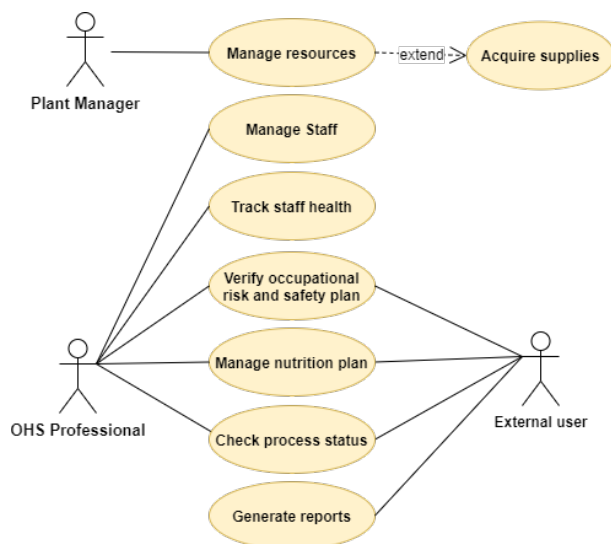 Manage resources
extend
Acquire supplies
Plant Manager
Manage Staff
Track staff health
Verify occupational
risk and safety plan
Manage nutrition plan
OHS Professional
External user
Check process status
Generate reports